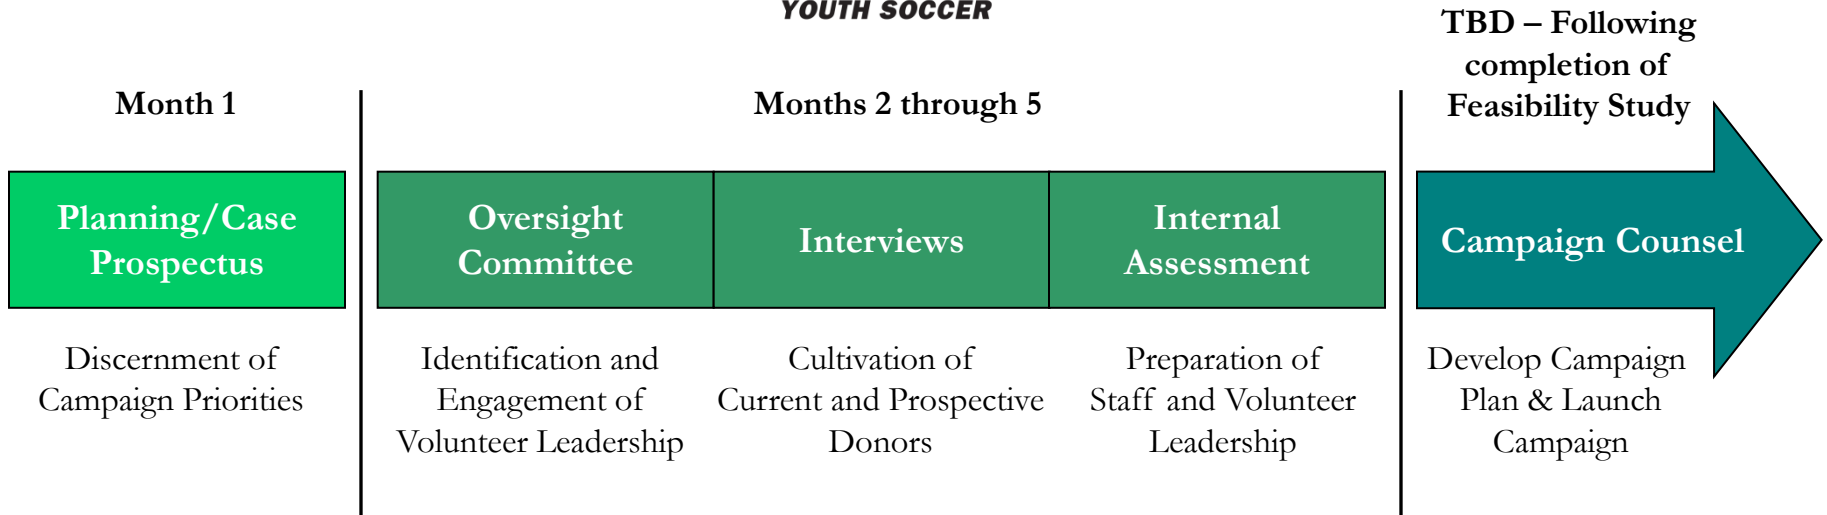 YOUTH SOCCER
TBD – Following
completion of
Feasibility Study
Month 1
Months 2 through 5
Planning/Case
Prospectus
Oversight
Committee
Interviews
Internal
Assessment
Campaign Counsel
Discernment of
Campaign Priorities
Identification and
Engagement of
Volunteer Leadership
Cultivation of
Current and Prospective
Donors
Preparation of
Staff and Volunteer
Leadership
Develop Campaign
Plan & Launch
Campaign